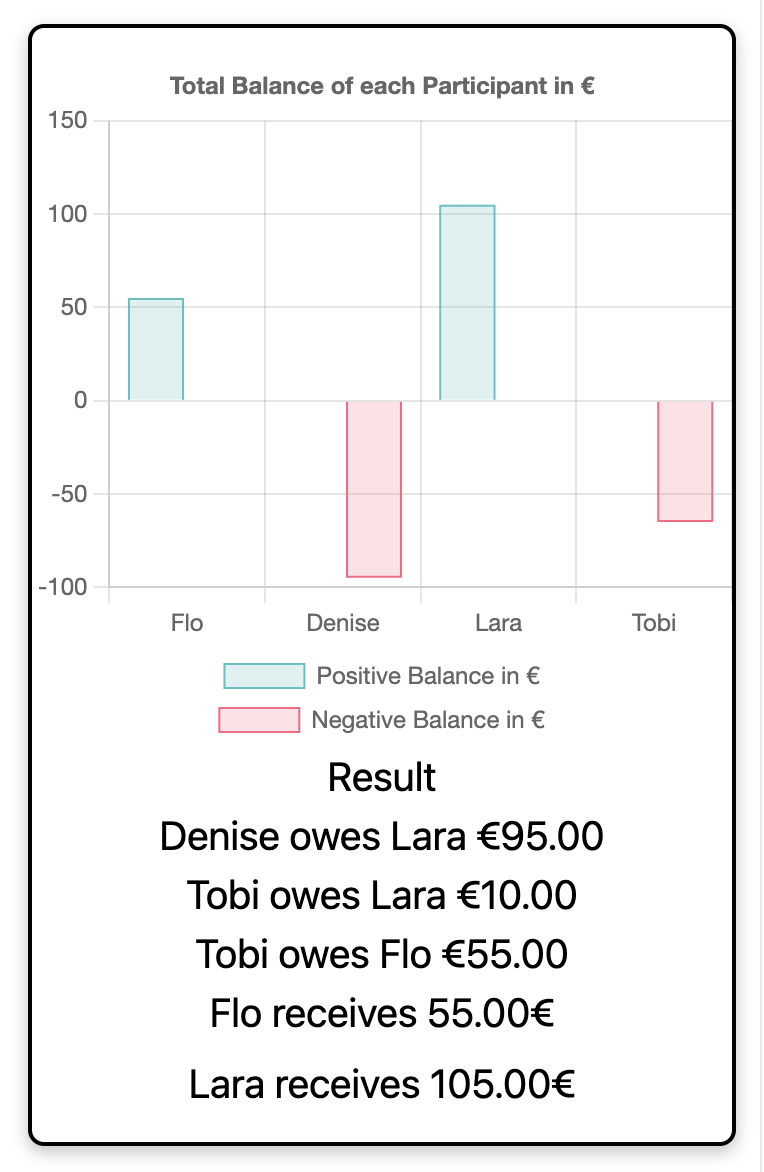 Total Balance of each Participant in €
150
100
50
0
-50
-100
Flo Denise Lara Tobi
Positive Balance in €
Negative Balance in €
Result
Denise owes Lara €95.00
Tobi owes Lara €10.00
Tobi owes Flo €55.00
Flo receives 55.00€
Lara receives 105.00€